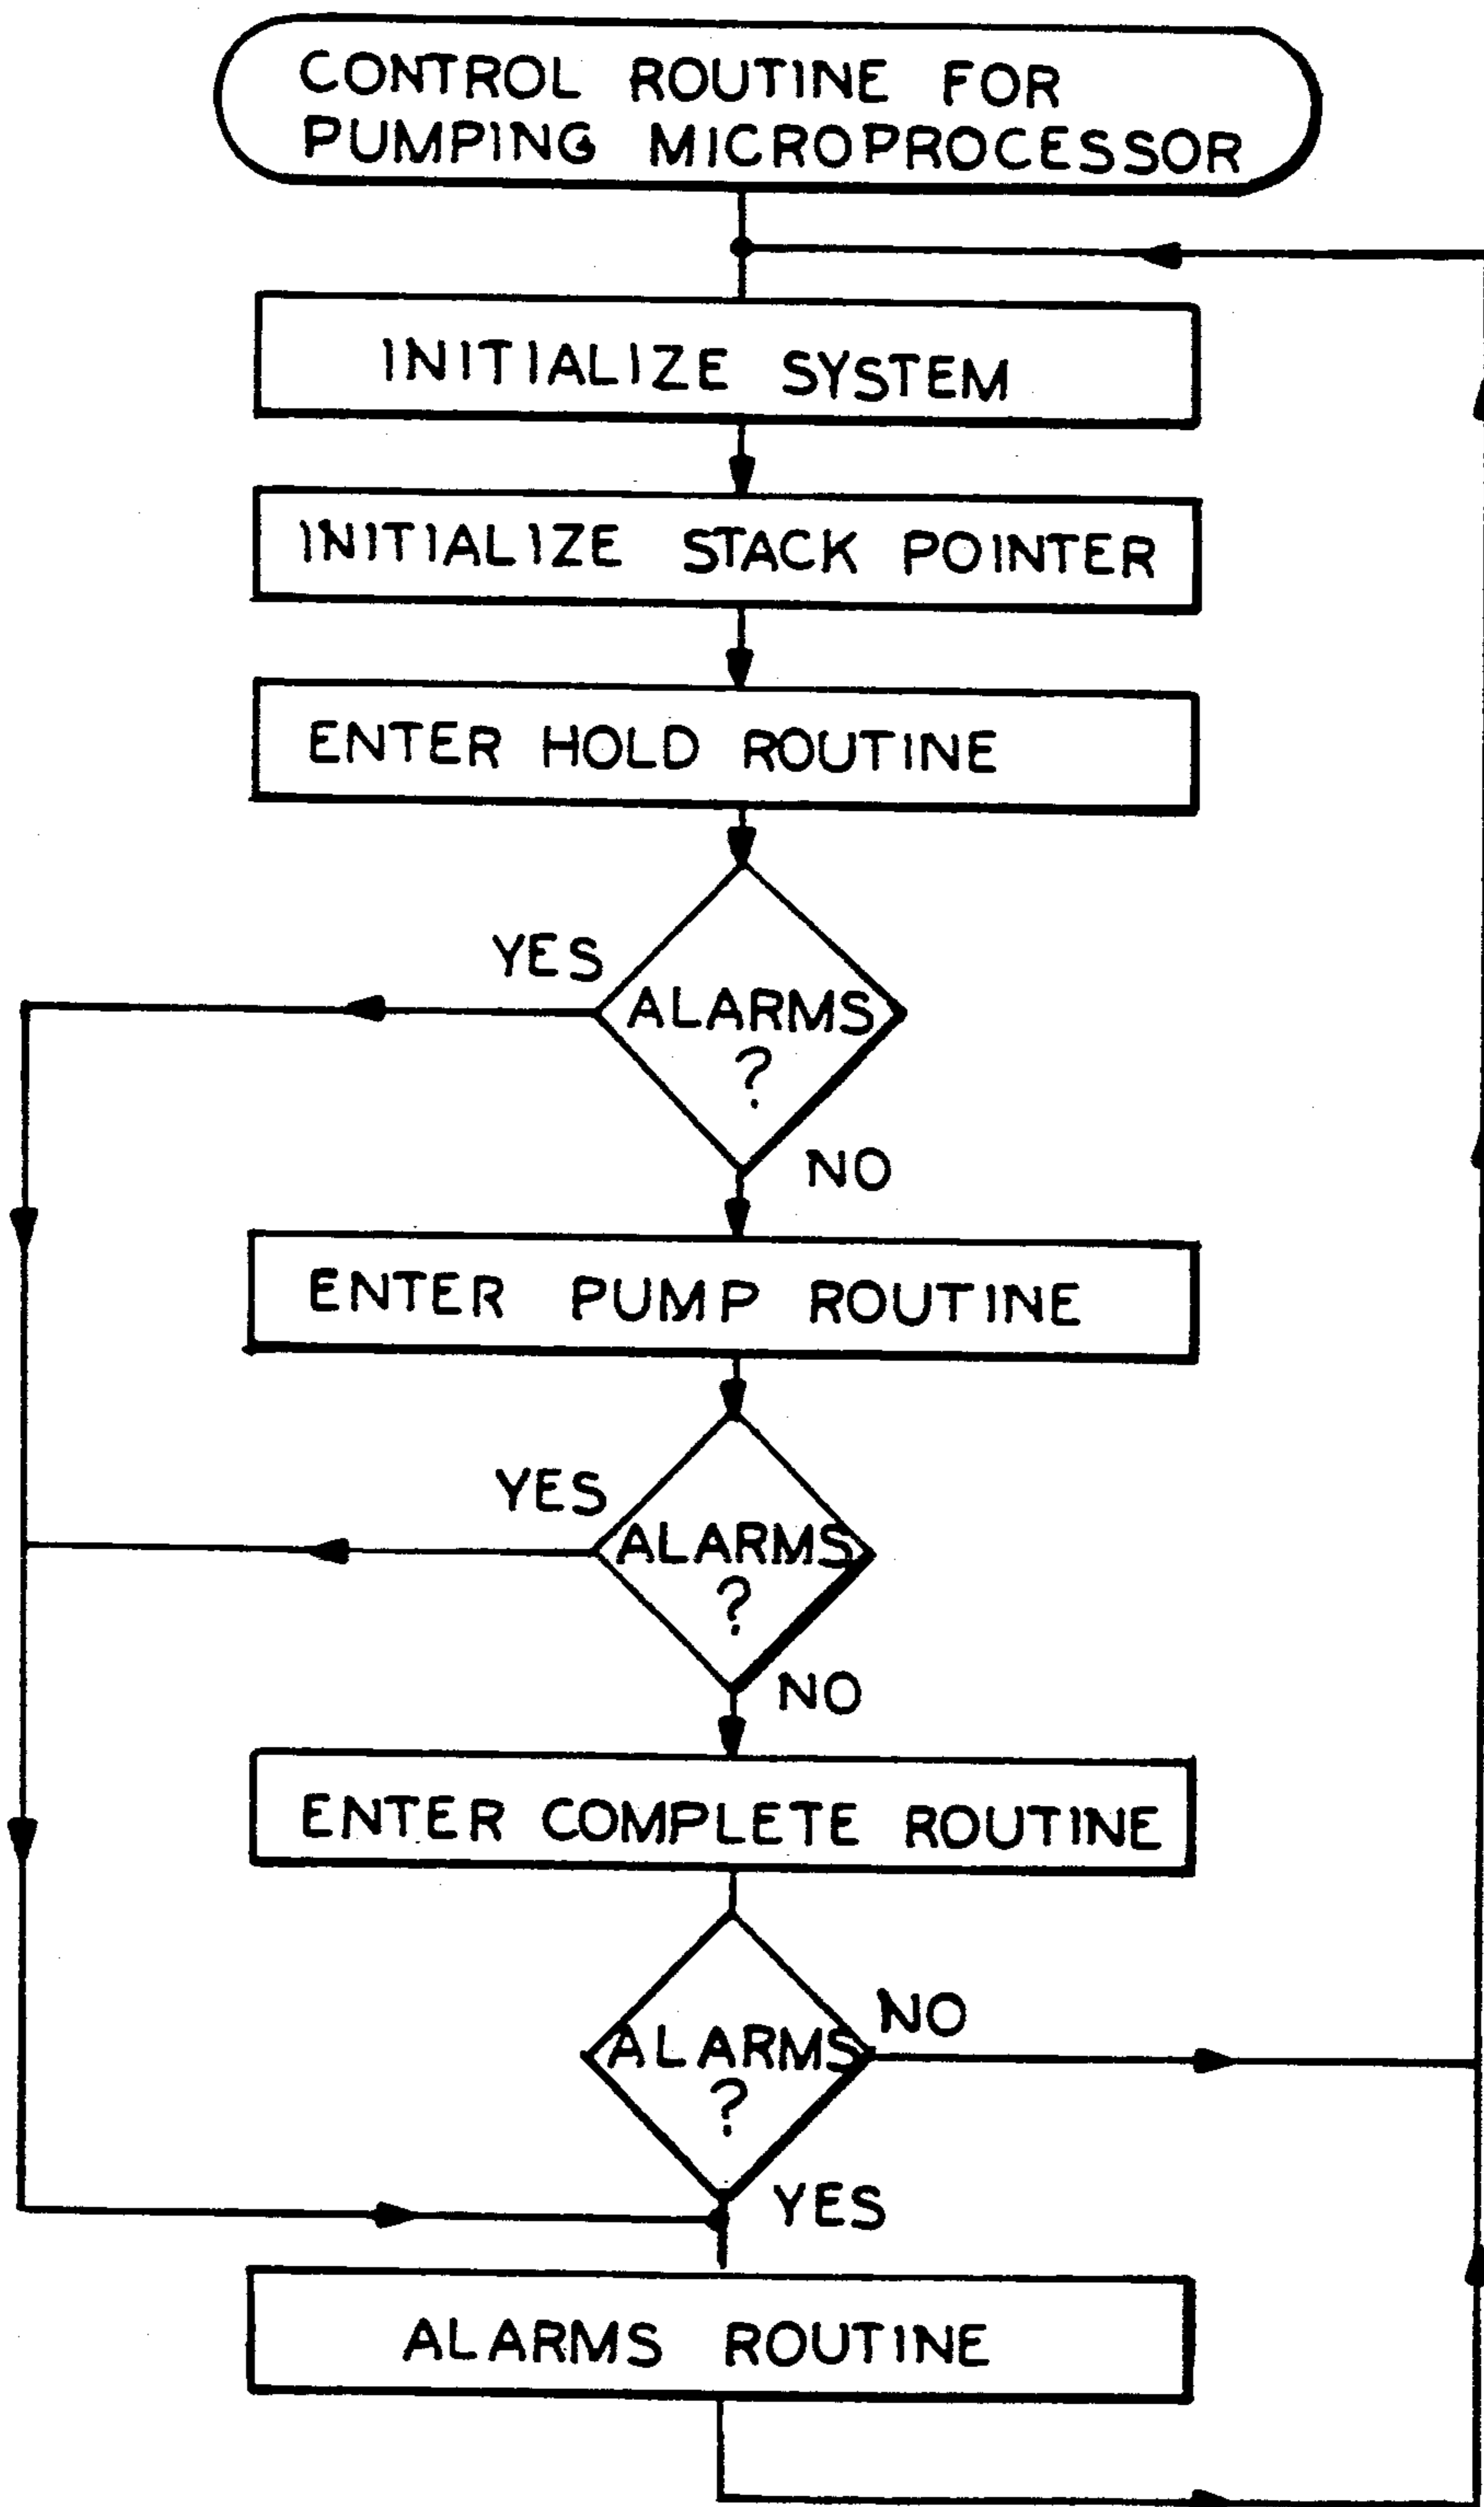 CONTROL ROUTINE FOR
PUMPING MICROPROCESSOR
INITIALIZE SYSTEM
INITIALIZE STACK POINTER
ENTER HOLD ROUTINE
YES
ALARMS
?
NO
ENTER PUMP ROUTINE
YES
ALARMS
?
NO
ENTER COMPLETE ROUTINE
NO
ALARMS
?
YES
ALARMS ROUTINE